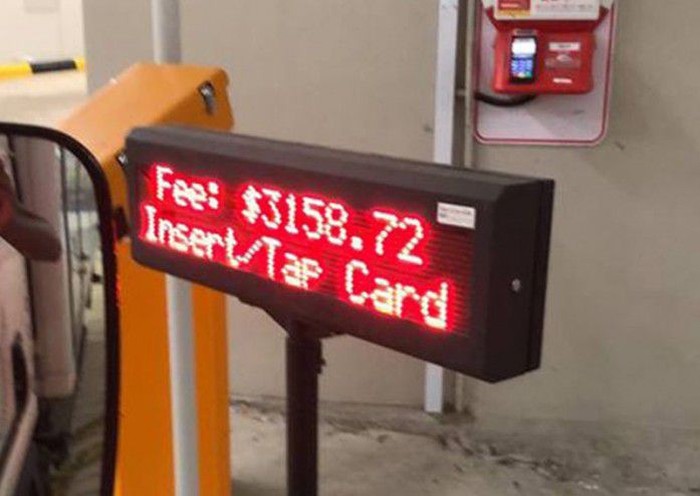 Fee: $3158.72
Insert/Tap Card